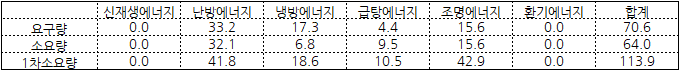 신재생에너지 난방에너지 냉방에너지 급탕에너지 조명에너지 환기에너지 합계
요구량 0.0 33.2 17.3 4.4 15.6 0.0 70.6
소요량 0.0 32.1 6.8 9.5 15.6 0.0 64.0
1차소요량 0.0 41.8 18.6 10.5 42.9 0.0 113.9